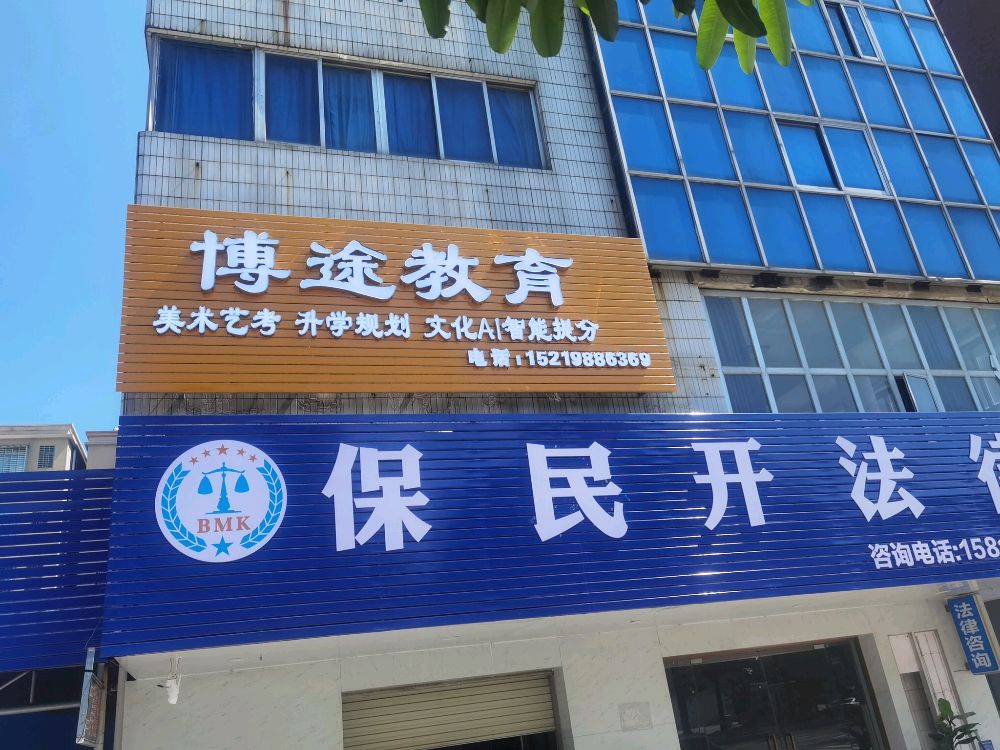 博途教育
美术艺考 升学规划 文化AI智能提分
电话：15219886369
BMK
保民开法律
咨询电话:158
法律咨询